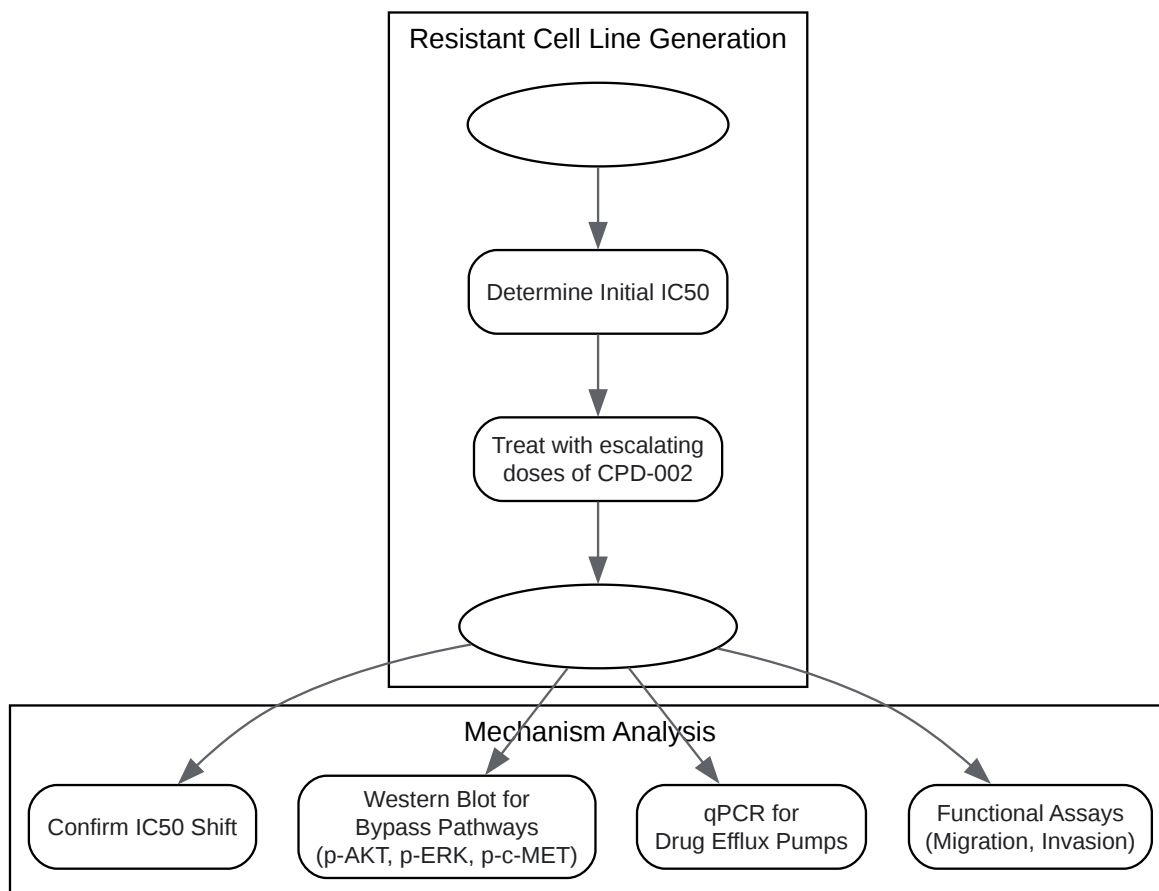 Resistant Cell Line Generation
Determine Initial IC50
Treat with escalating
doses of CPD-002
Mechanism Analysis
Confirm IC50 Shift
Western Blot for
Bypass Pathways
(p-AKT, p-ERK, p-c-MET)
qPCR for
Drug Efflux Pumps
Functional Assays
(Migration, Invasion)